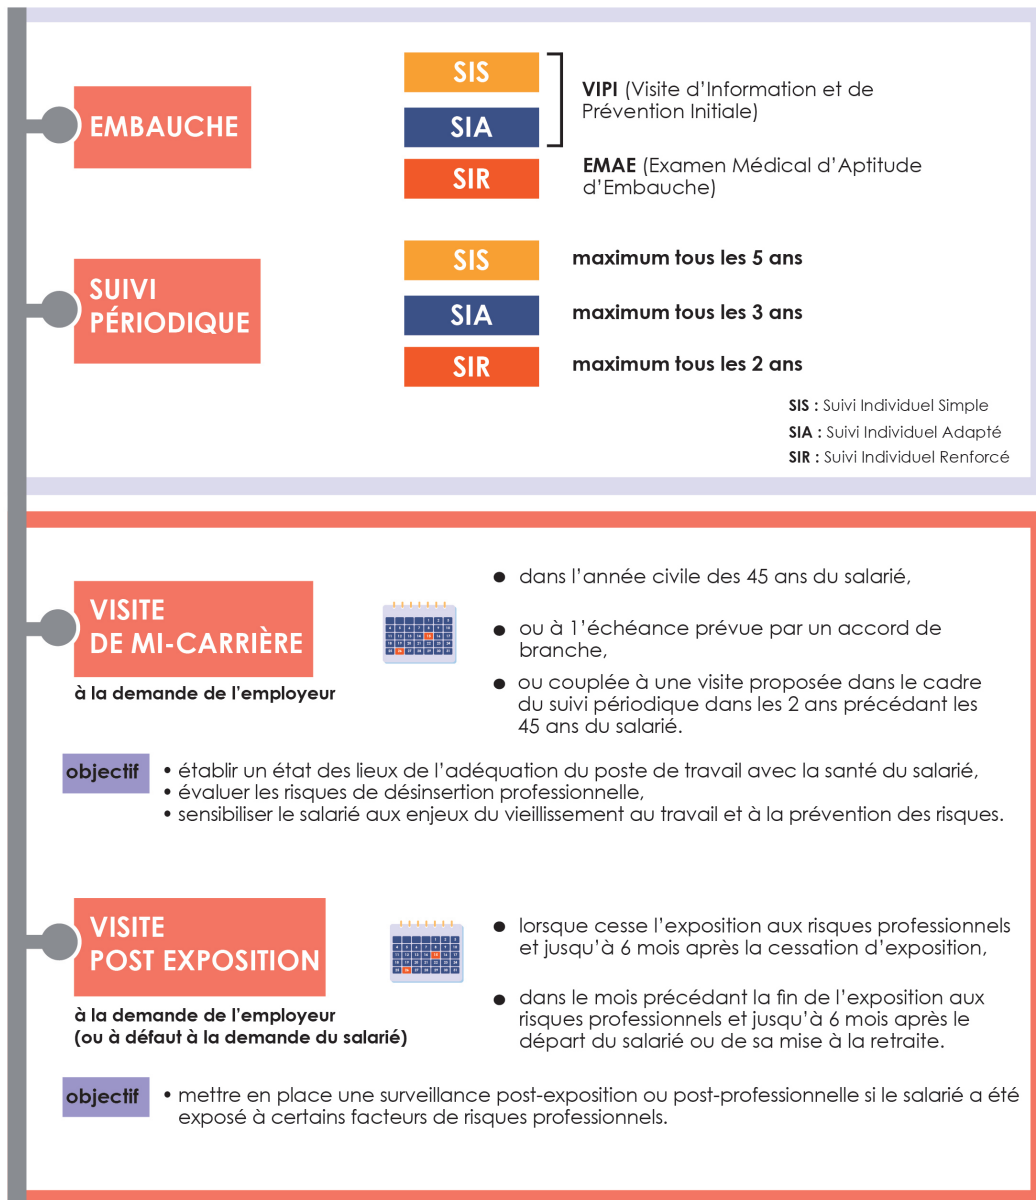 EMBAUCHE
SIS
SIA
VIPI (Visite d'Information et de
Prévention Initiale)
SIR
EMAE (Examen Médical d'Aptitude
d'Embauche)
SUIVI
PÉRIODIQUE
SIS
maximum tous les 5 ans
SIA
maximum tous les 3 ans
SIR
maximum tous les 2 ans
SIS : Suivi Individuel Simple
SIA : Suivi Individuel Adapté
SIR : Suivi Individuel Renforcé
VISITE
DE MI-CARRIÈRE
à la demande de l'employeur
● dans l'année civile des 45 ans du salarié,
● ou à 1'échéance prévue par un accord de
branche,
● ou couplée à une visite proposée dans le cadre
du suivi périodique dans les 2 ans précédant les
45 ans du salarié.
objectif
• établir un état des lieux de l'adéquation du poste de travail avec la santé du salarié,
• évaluer les risques de désinsertion professionnelle,
• sensibiliser le salarié aux enjeux du vieillissement au travail et à la prévention des risques.
VISITE
POST EXPOSITION
à la demande de l'employeur
(ou à défaut à la demande du salarié)
● lorsque cesse l'exposition aux risques professionnels
et jusqu'à 6 mois après la cessation d'exposition,
● dans le mois précédant la fin de l'exposition aux
risques professionnels et jusqu'à 6 mois après le
départ du salarié ou de sa mise à la retraite.
objectif
• mettre en place une surveillance post-exposition ou post-professionnelle si le salarié a été
exposé à certains facteurs de risques professionnels.